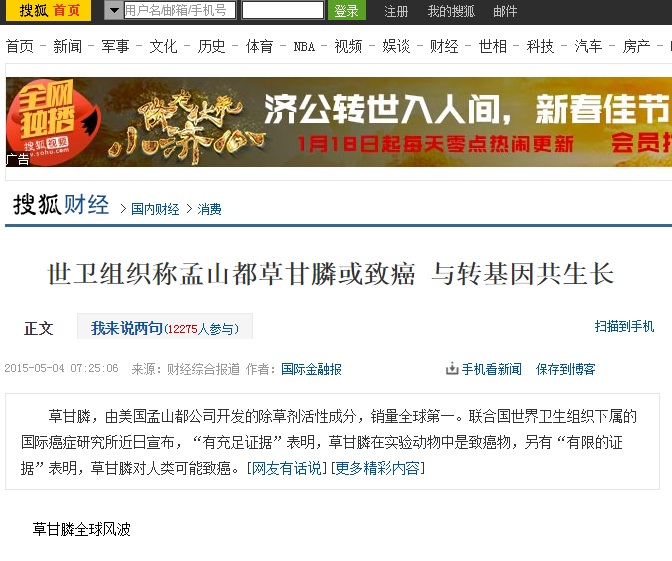 搜狐 首页 用户名/邮箱/手机号 登录 注册 我的搜狐 邮件
首页 - 新闻 - 军事 - 文化 - 历史 - 体育 - NBA - 视频 - 娱谈 - 财经 - 世相 - 科技 - 汽车 - 房产 -
全网
独播
搜狐视频
tv.sohu.com
济公转世入人间，新春佳节
1月18日起每天零点热闹更新 会员
广告
搜狐财经 > 国内财经 > 消费
世卫组织称孟山都草甘膦或致癌 与转基因共生长
正文 我来说两句(12275人参与) 扫描到手机
2015-05-04 07:25:06 来源：财经综合报道 作者：国际金融报 手机看新闻 保存到博客
草甘膦，由美国孟山都公司开发的除草剂活性成分，销量全球第一。联合国世界卫生组织下属的
国际癌症研究所近日宣布，“有充足证据”表明，草甘膦在实验动物中是致癌物，另有“有限的证
据”表明，草甘膦对人类可能致癌。[网友有话说][更多精彩内容]
草甘膦全球风波